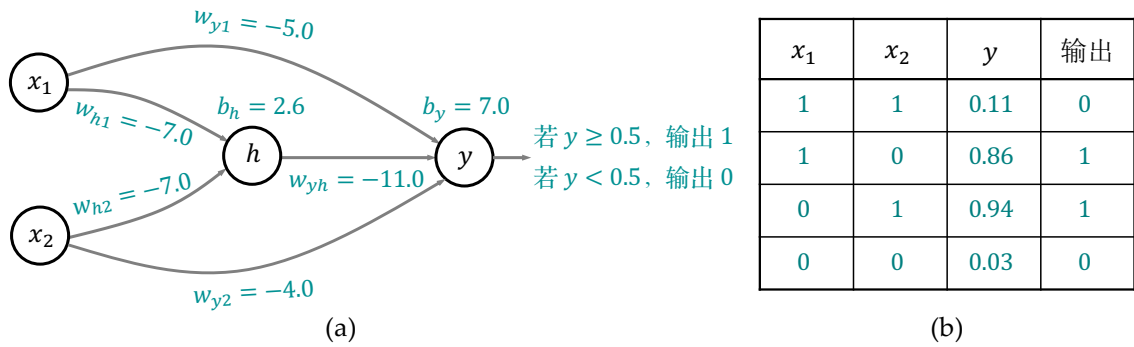 w_{y1} = −5.0
x_1
w_{h1} = −7.0
b_h = 2.6
b_y = 7.0
h
w_{yh} = −11.0
y
若 y ≥ 0.5，输出 1
若 y < 0.5，输出 0
w_{h2} = −7.0
x_2
w_{y2} = −4.0
(a)
x_1 x_2 y 输出
1 1 0.11 0
1 0 0.86 1
0 1 0.94 1
0 0 0.03 0
(b)